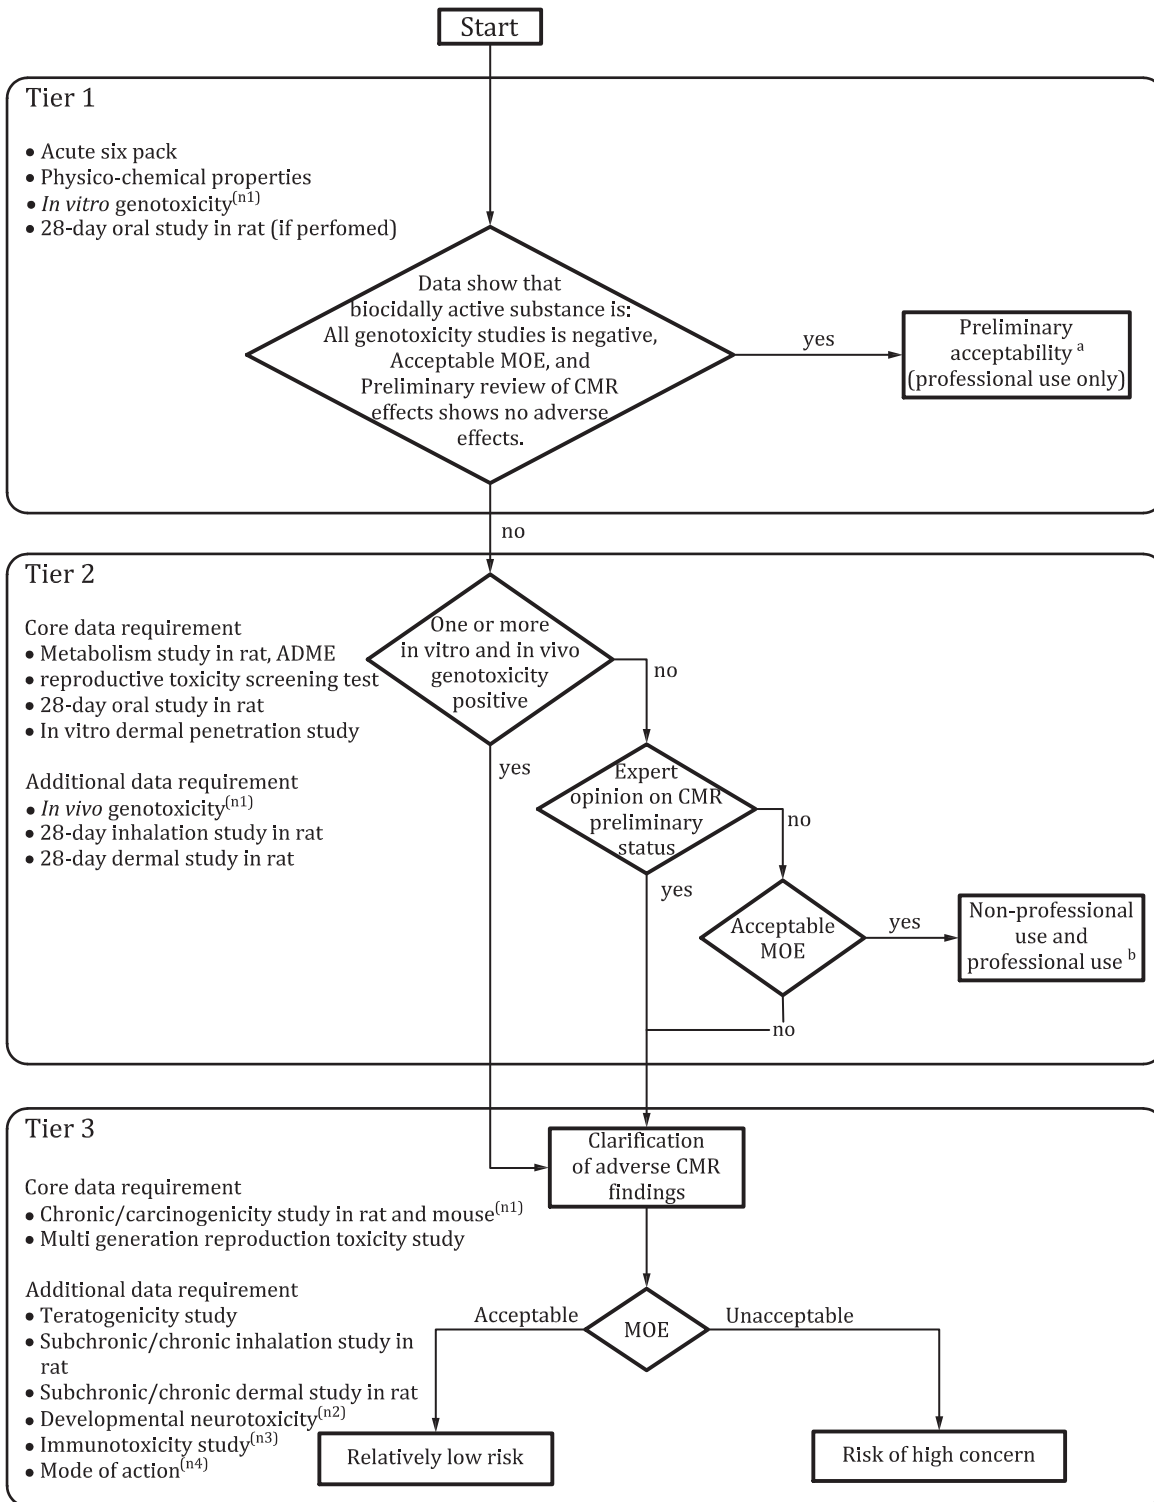 Start
Tier 1
• Acute six pack
• Physico-chemical properties
• In vitro genotoxicity(n1)
• 28-day oral study in rat (if perfomed)
Data show that
biocidally active substance is:
All genotoxicity studies is negative,
Acceptable MOE, and
Preliminary review of CMR
effects shows no adverse
effects.
yes
Preliminary
acceptability a
(professional use only)
no
Tier 2
Core data requirement
• Metabolism study in rat, ADME
• reproductive toxicity screening test
• 28-day oral study in rat
• In vitro dermal penetration study
Additional data requirement
• In vivo genotoxicity(n1)
• 28-day inhalation study in rat
• 28-day dermal study in rat
One or more
in vitro and in vivo
genotoxicity
positive
no
yes
Expert
opinion on CMR
preliminary
status
no
yes
Acceptable
MOE
yes
Non-professional
use and
professional use b
no
Tier 3
Core data requirement
• Chronic/carcinogenicity study in rat and mouse(n1)
• Multi generation reproduction toxicity study
Additional data requirement
• Teratogenicity study
• Subchronic/chronic inhalation study in
rat
• Subchronic/chronic dermal study in rat
• Developmental neurotoxicity(n2)
• Immunotoxicity study(n3)
• Mode of action(n4)
Clarification
of adverse CMR
findings
Acceptable
MOE
Unacceptable
Relatively low risk
Risk of high concern